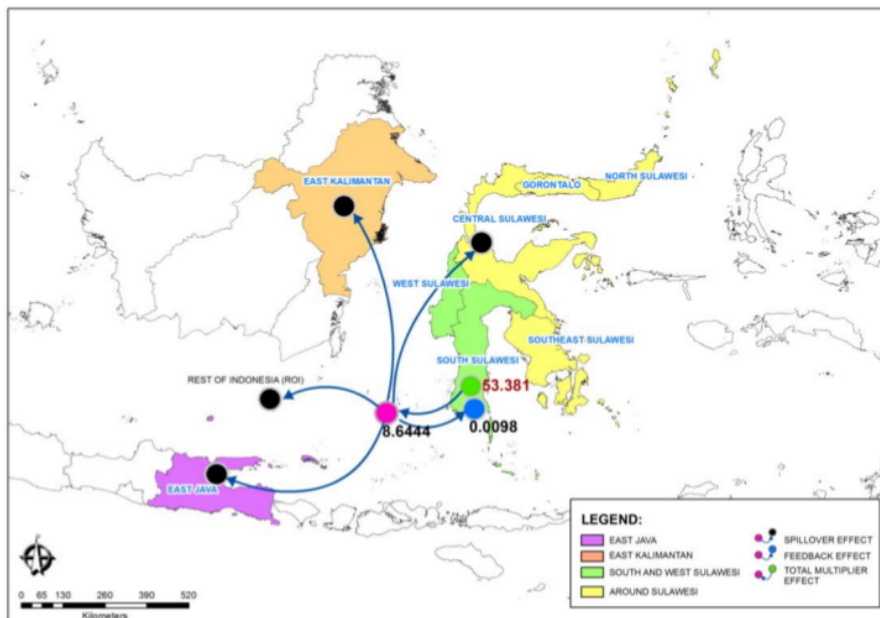 EAST KALIMANTAN
GORONTALO
NORTH SULAWESI
CENTRAL SULAWESI
WEST SULAWESI
SOUTHEAST SULAWESI
SOUTH SULAWESI
REST OF INDONESIA (ROI)
53.381
8.6444
0.0098
EAST JAVA
0 65 130 260 390 520
Kilometers
LEGEND:
EAST JAVA
EAST KALIMANTAN
SOUTH AND WEST SULAWESI
AROUND SULAWESI
SPILLOVER EFFECT
FEEDBACK EFFECT
TOTAL MULTIPLIER
EFFECT